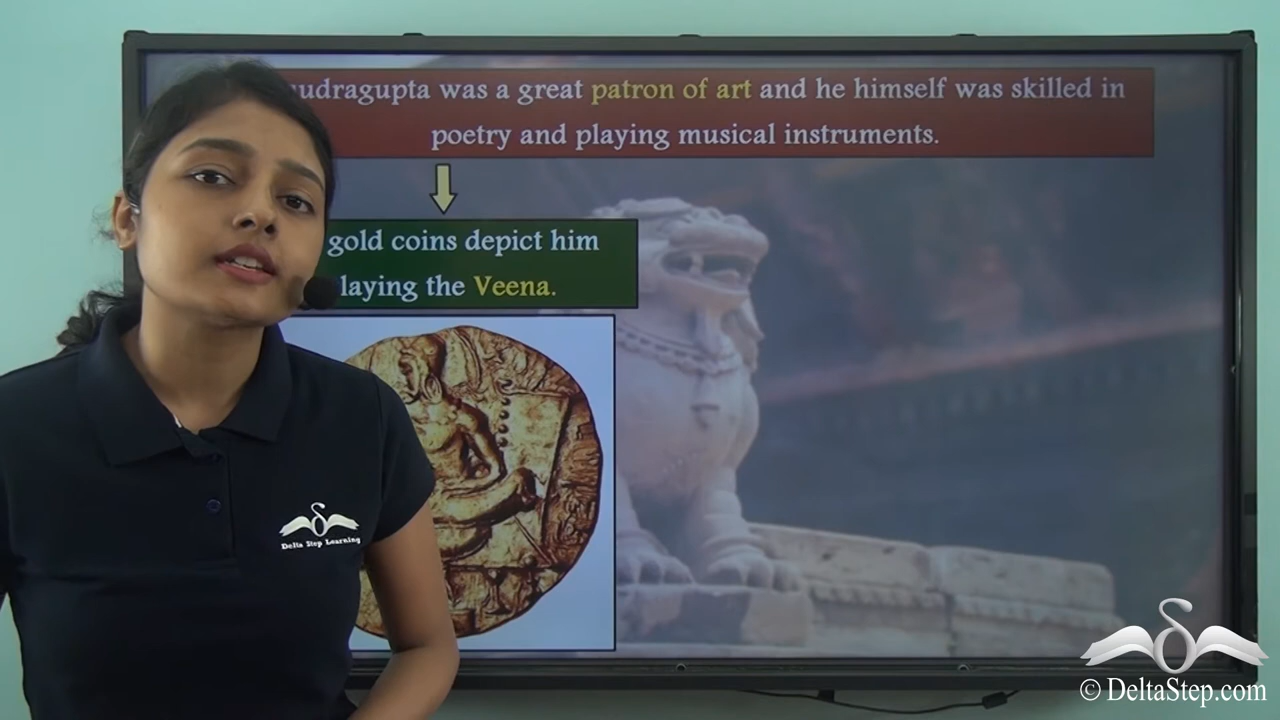 udragupta was a great patron of art and he himself was skilled in
poetry and playing musical instruments.
gold coins depict him
laying the Veena.
Delta Step Learning
© DeltaStep.com